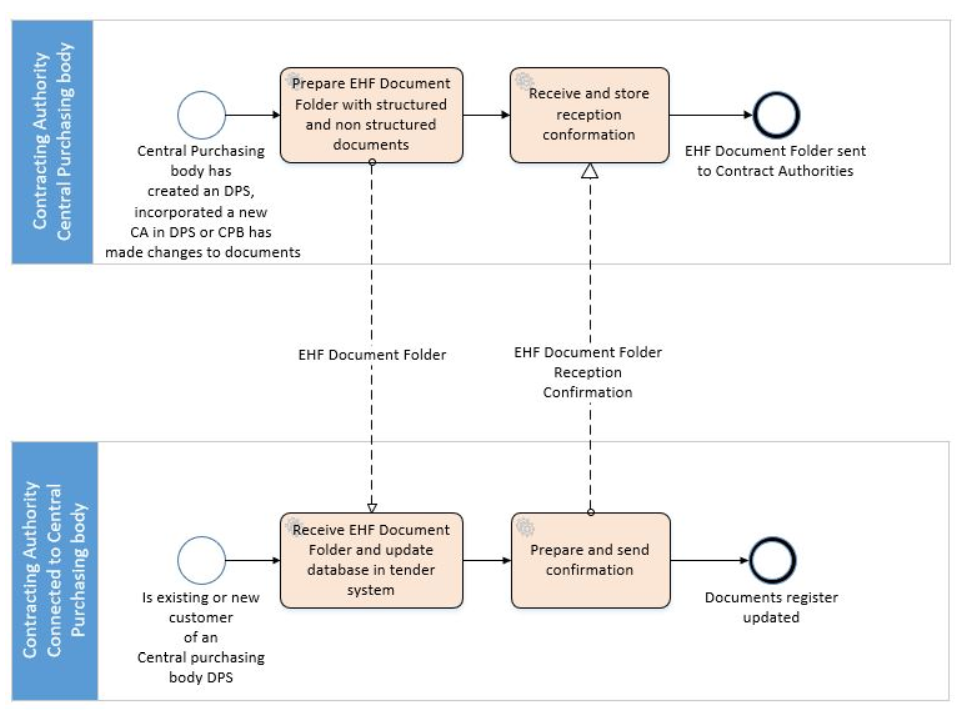 Contracting Authority
Central Purchasing body
Prepare EHF Document
Folder with structured
and non structured
documents
Receive and store
reception
conformation
Central Purchasing
body has
created an DPS,
incorporated a new
CA in DPS or CPB has
made changes to documents
EHF Document Folder sent
to Contract Authorities
EHF Document Folder
EHF Document Folder
Reception
Confirmation
Contracting Authority
Connected to Central
Purchasing body
Receive EHF Document
Folder and update
database in tender
system
Prepare and send
confirmation
Is existing or new
customer
of an
Central purchasing
body DPS
Documents register
updated